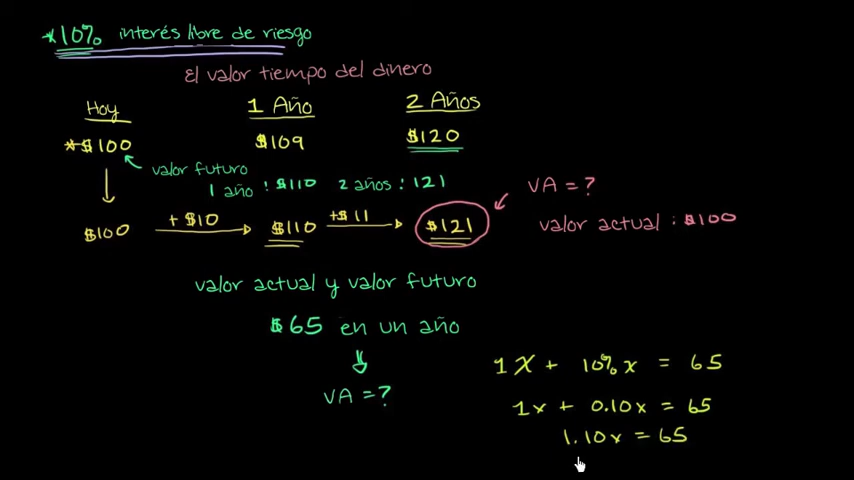 *10% interés libre de riesgo
El valor tiempo del dinero
Hoy 1 Año 2 Años
*$100 $109 $120
valor futuro
1 año : $110 2 años : 121
VA = ?
valor actual : $100
$100 +$10 $110 +$11 $121
valor actual y valor futuro
$65 en un año
VA = ?
1X + 10%x = 65
1x + 0.10x = 65
1.10x = 65